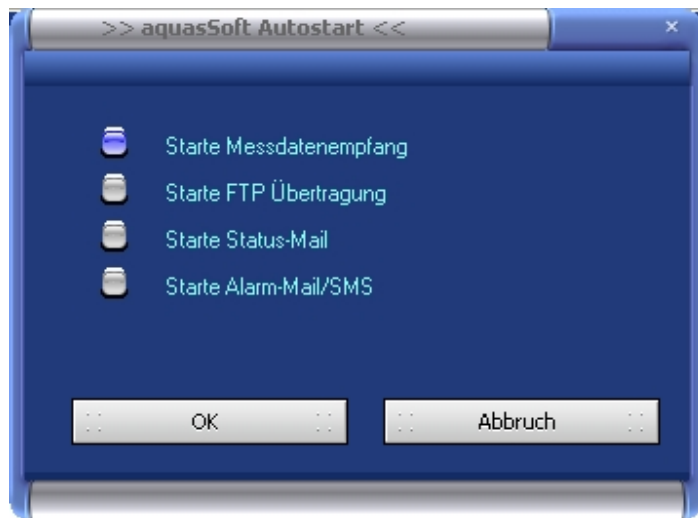 >> aquasSoft Autostart <<
Starte Messdatenempfang
Starte FTP Übertragung
Starte Status-Mail
Starte Alarm-Mail/SMS
OK
Abbruch